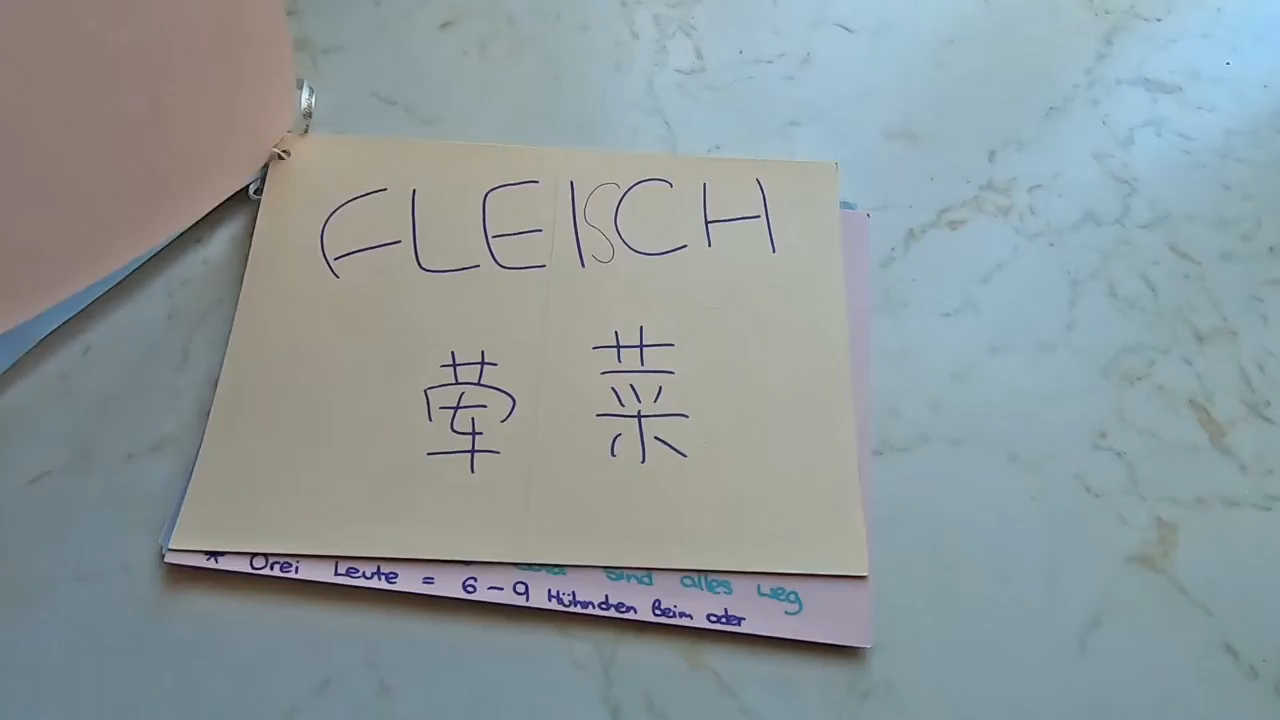 FLEISCH
荤 菜
* Drei Leute = 6-9 Hühnchen Beim oder
sind alles weg